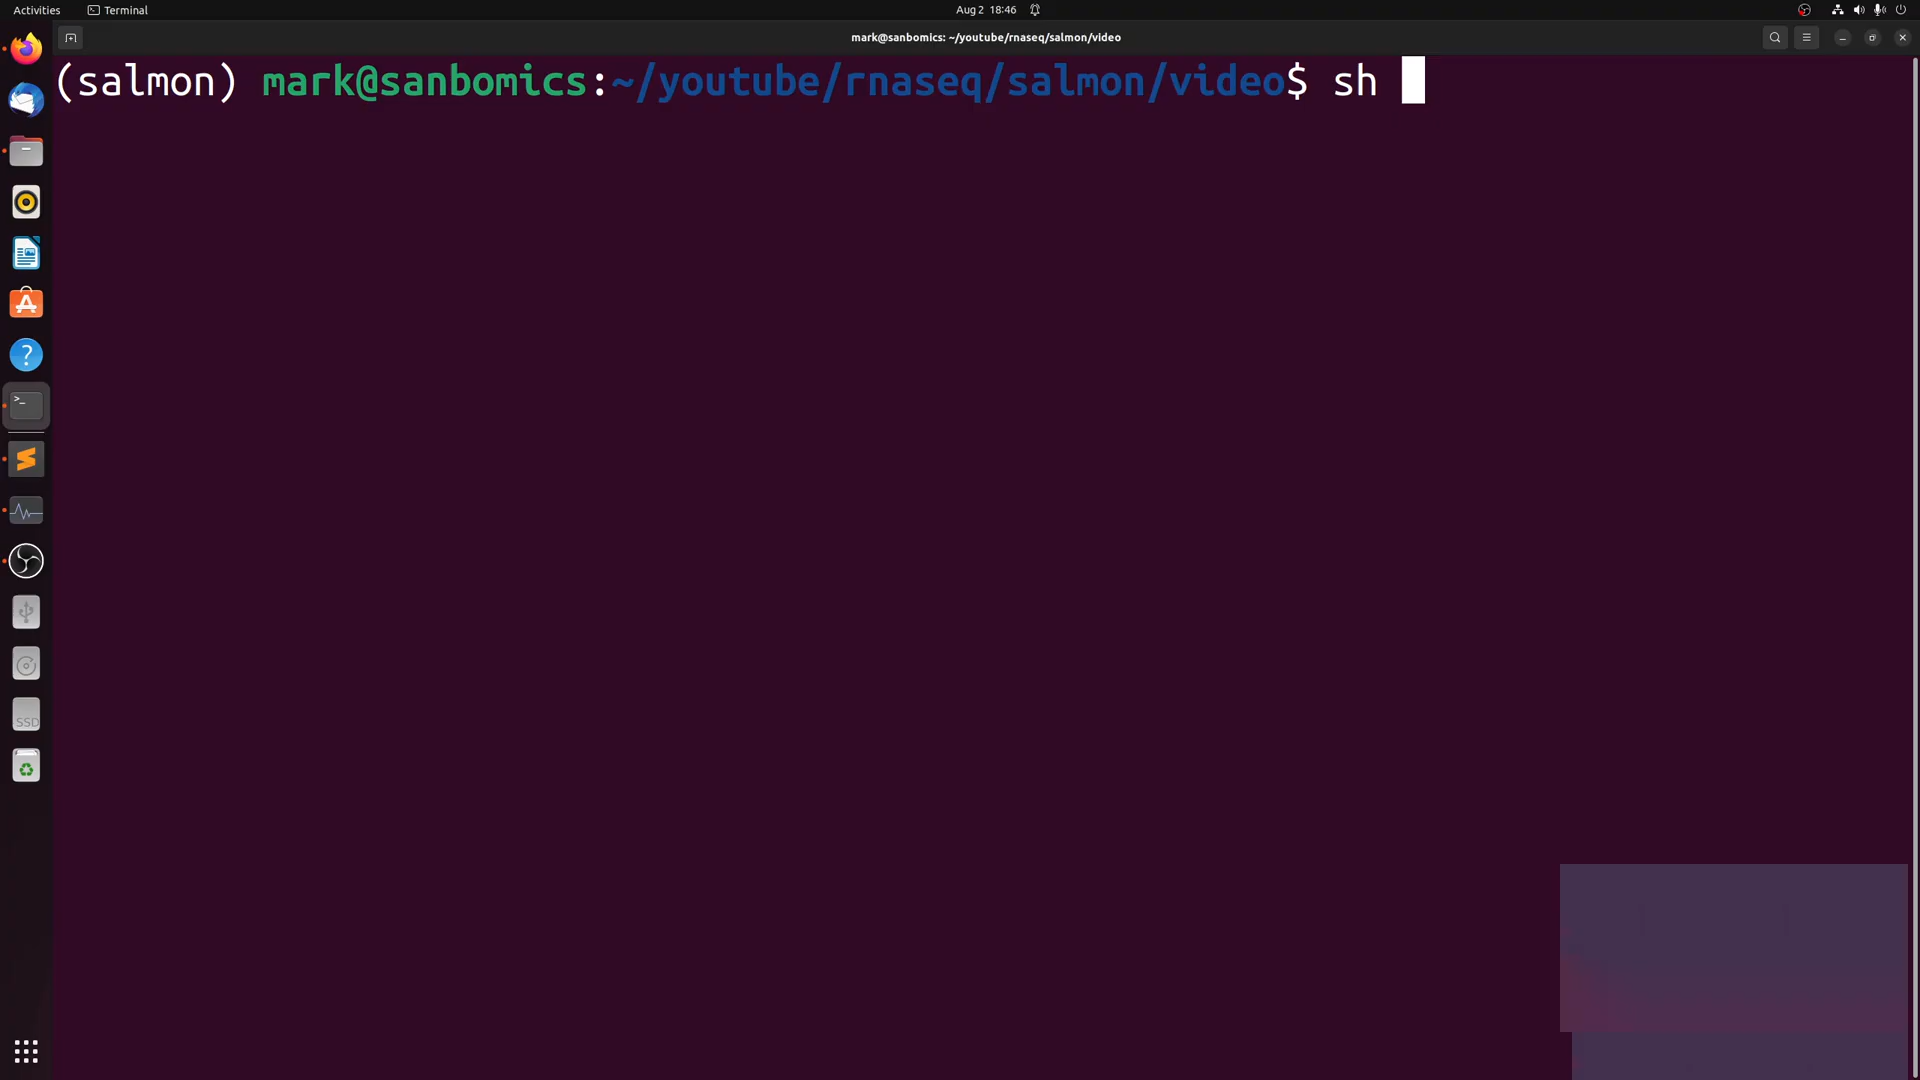 Activities
Terminal
Aug 2 18:46
mark@sanbomics: ~/youtube/rnaseq/salmon/video
(salmon) mark@sanbomics:~/youtube/rnaseq/salmon/video$ sh
>_
?
SSD